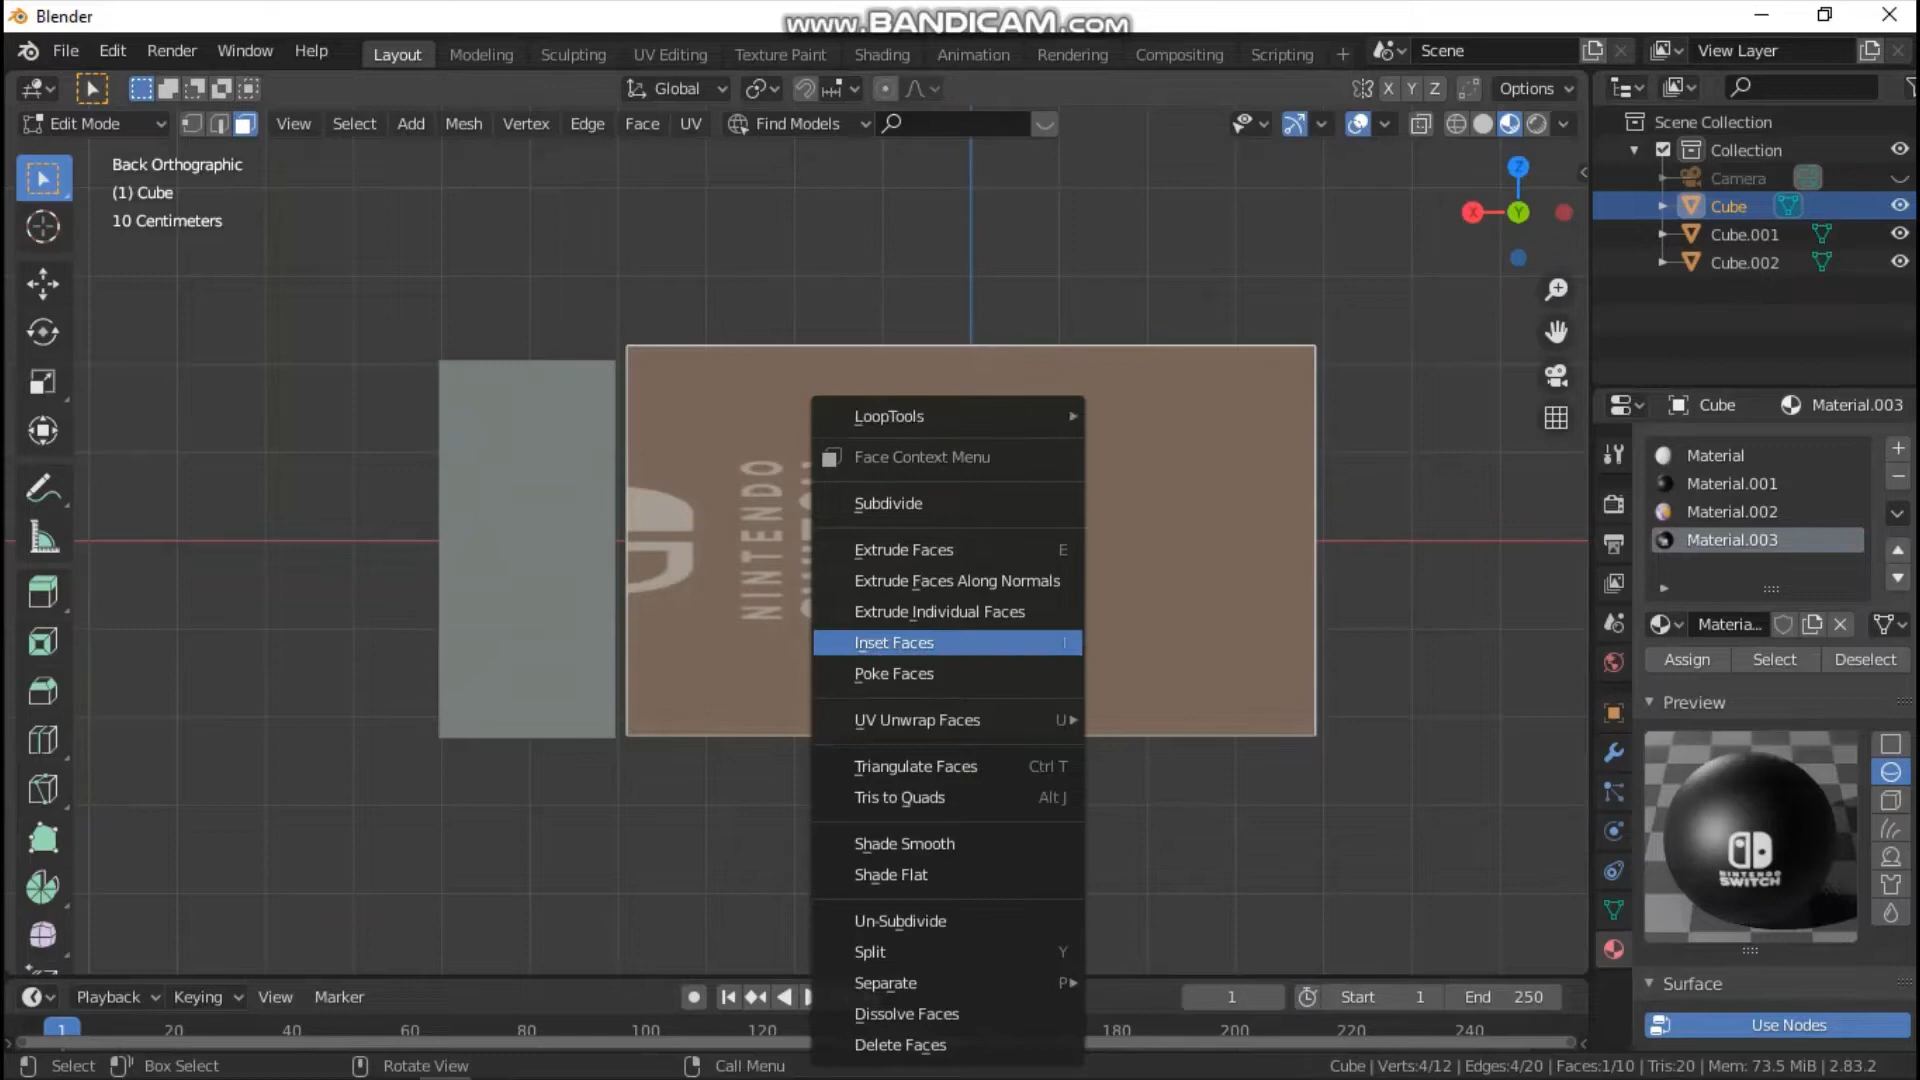 Blender
www.BANDICAM.com
File Edit Render Window Help
Layout Modeling Sculpting UV Editing Texture Paint Shading Animation Rendering Compositing Scripting +
Scene
View Layer
Global
X Y Z
Options
Edit Mode
View Select Add Mesh Vertex Edge Face UV
Find Models
Scene Collection
Collection
Camera
Cube
Cube.001
Cube.002
Back Orthographic
(1) Cube
10 Centimeters
Z
X
Y
NINTENDO
LoopTools
Face Context Menu
Subdivide
Extrude Faces E
Extrude Faces Along Normals
Extrude Individual Faces
Inset Faces I
Poke Faces
UV Unwrap Faces U
Triangulate Faces Ctrl T
Tris to Quads Alt J
Shade Smooth
Shade Flat
Un-Subdivide
Split Y
Separate P
Dissolve Faces
Delete Faces
Cube Material.003
Material
Material.001
Material.002
Material.003
Materia...
Assign Select Deselect
Preview
NINTENDO
SWITCH
Surface
Use Nodes
Playback Keying View Marker
1 Start 1 End 250
1 20 40 60 80 100 120 180 200 220 240
Select Box Select Rotate View Call Menu
Cube | Verts:4/12 | Edges:4/20 | Faces:1/10 | Tris:20 | Mem: 73.5 MiB | 2.83.2